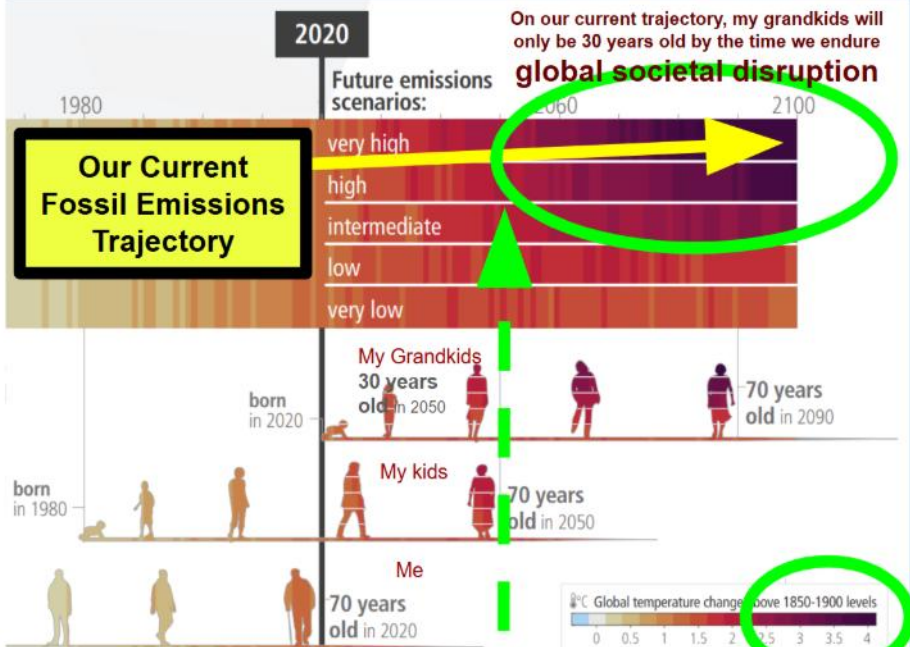 On our current trajectory, my grandkids will
only be 30 years old by the time we endure
global societal disruption
2020
Future emissions
scenarios:
1980
2060
2100
Our Current
Fossil Emissions
Trajectory
very high
high
intermediate
low
very low
My Grandkids
30 years
old in 2050
born
in 2020
70 years
old in 2090
My kids
born
in 1980
70 years
old in 2050
Me
70 years
old in 2020
°C Global temperature change above 1850-1900 levels
0 0.5 1 1.5 2 2.5 3 3.5 4